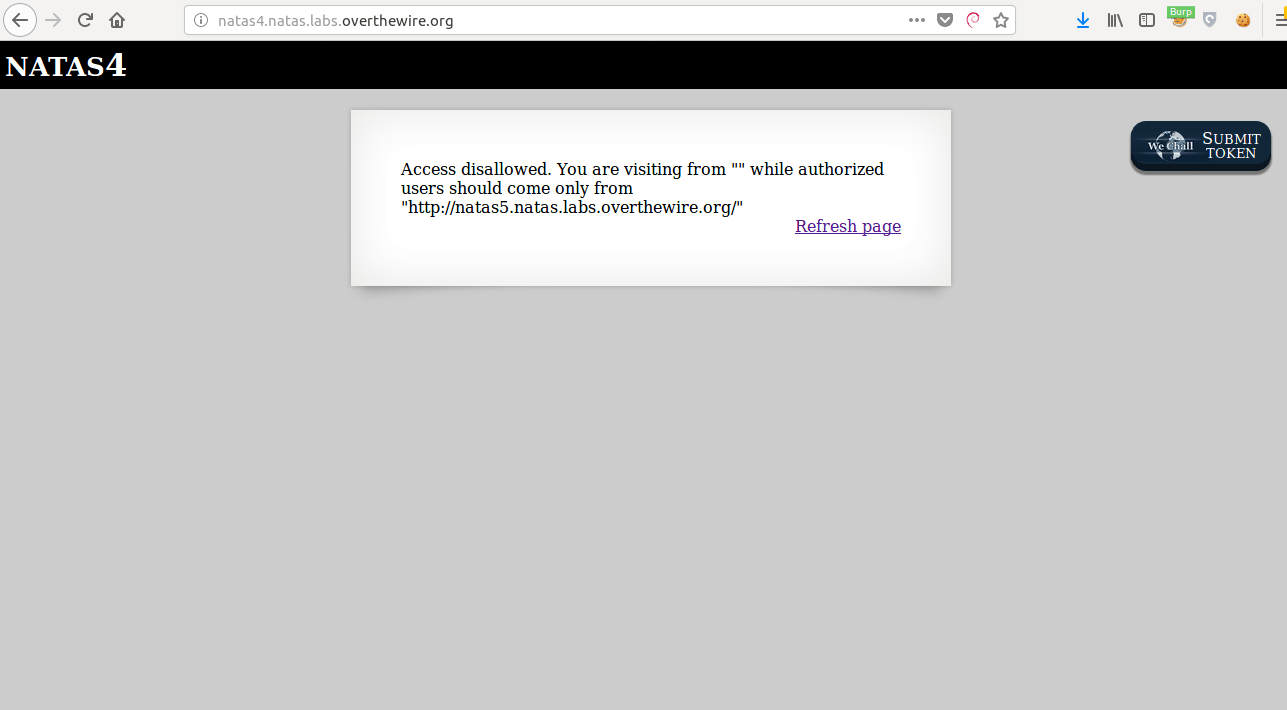 natas4.natas.labs.overthewire.org
Burp
NATAS4
Access disallowed. You are visiting from "" while authorized
users should come only from
"http://natas5.natas.labs.overthewire.org/"
Refresh page
We Chall
SUBMIT
TOKEN